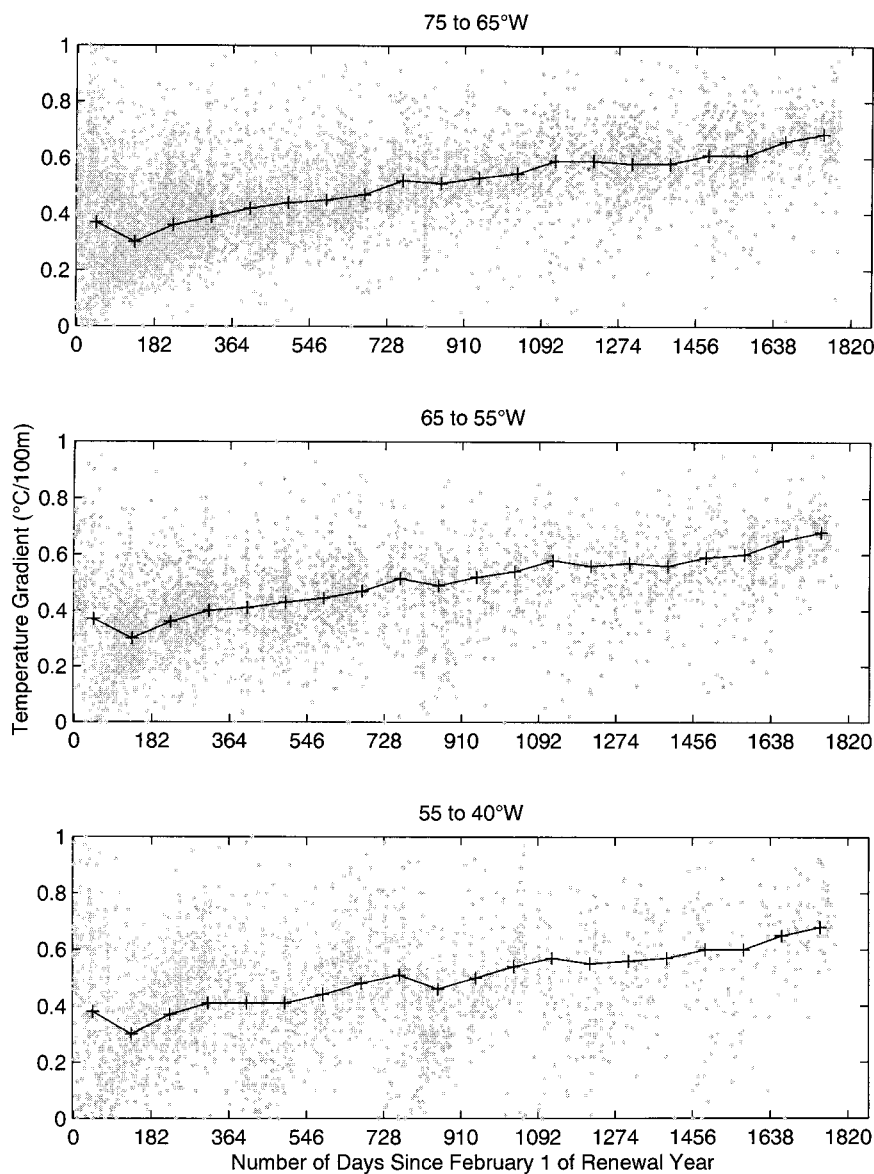 75 to 65°W
1
0.8
0.6
0.4
0.2
0
0 182 364 546 728 910 1092 1274 1456 1638 1820
65 to 55°W
Temperature Gradient (°C/100m)
1
0.8
0.6
0.4
0.2
0
0 182 364 546 728 910 1092 1274 1456 1638 1820
55 to 40°W
1
0.8
0.6
0.4
0.2
0
0 182 364 546 728 910 1092 1274 1456 1638 1820
Number of Days Since February 1 of Renewal Year